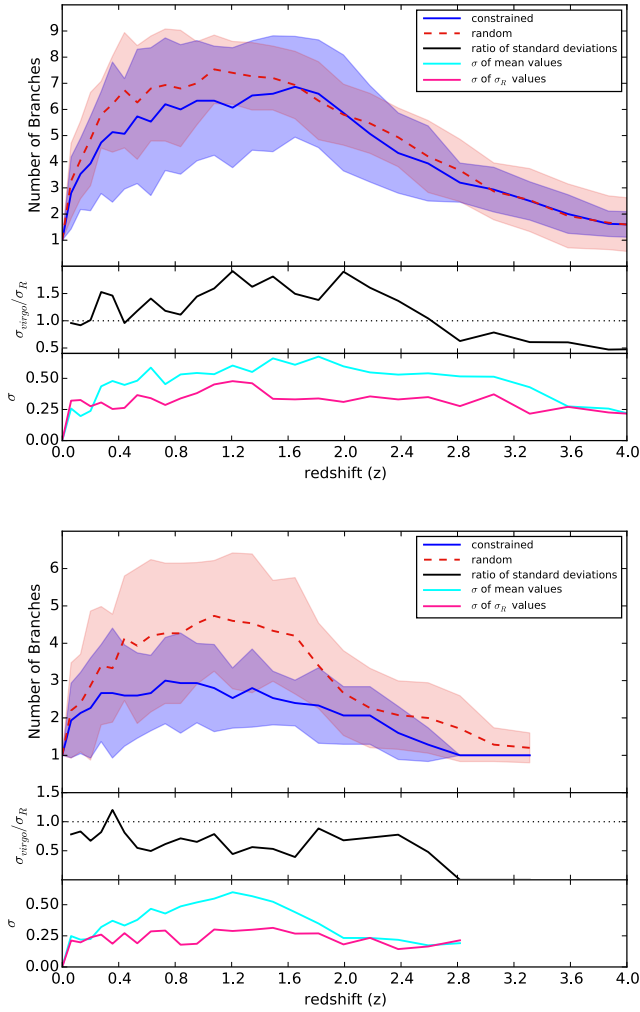 constrained
random
ratio of standard deviations
σ of mean values
σ of σ_R values
Number of Branches
9
8
7
6
5
4
3
2
1
σ_virgo/σ_R
1.5
1.0
0.5
σ
0.50
0.25
0.00
0.0 0.4 0.8 1.2 1.6 2.0 2.4 2.8 3.2 3.6 4.0
redshift (z)
constrained
random
ratio of standard deviations
σ of mean values
σ of σ_R values
Number of Branches
6
5
4
3
2
1
σ_virgo/σ_R
1.5
1.0
0.5
σ
0.50
0.25
0.00
0.0 0.4 0.8 1.2 1.6 2.0 2.4 2.8 3.2 3.6 4.0
redshift (z)